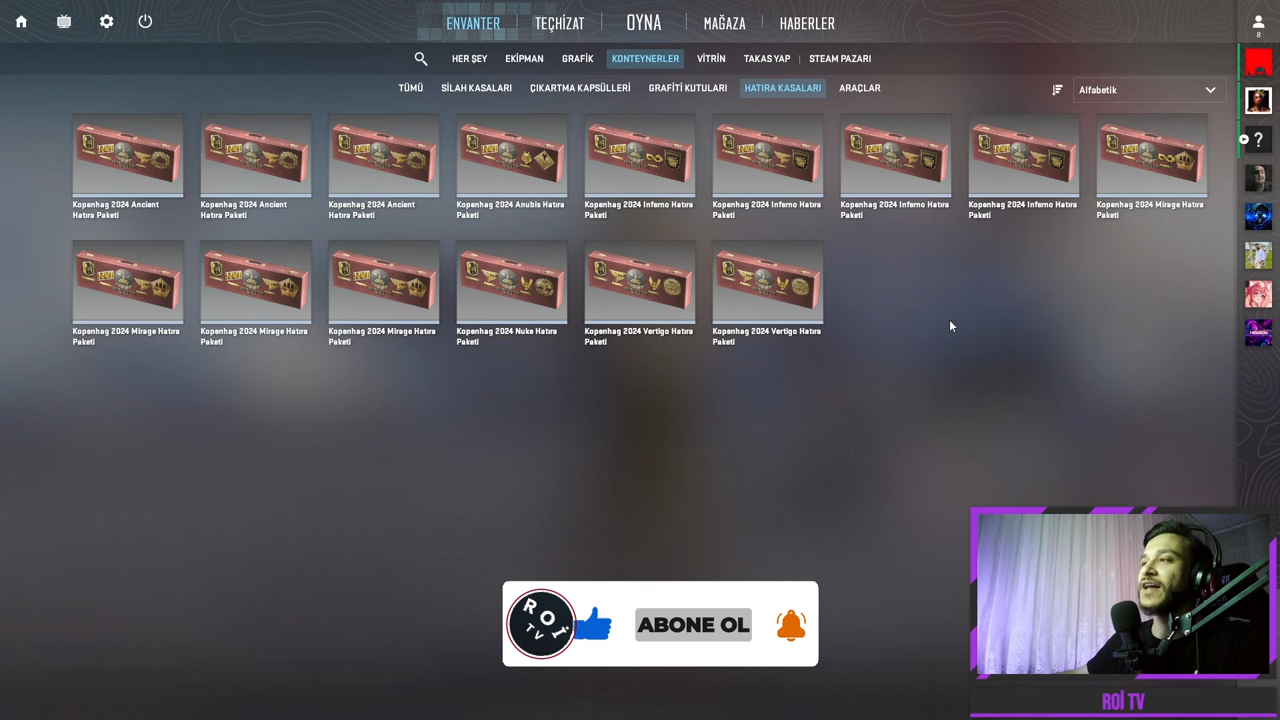 ENVANTER
TEÇHİZAT
OYNA
MAĞAZA
HABERLER
8
HER ŞEY
EKİPMAN
GRAFİK
KONTEYNERLER
VİTRİN
TAKAS YAP
STEAM PAZARI
TÜMÜ
SİLAH KASALARI
ÇIKARTMA KAPSÜLLERİ
GRAFİTİ KUTULARI
HATIRA KASALARI
ARAÇLAR
Alfabetik
?
Kopenhag 2024 Ancient
Hatıra Paketi
Kopenhag 2024 Ancient
Hatıra Paketi
Kopenhag 2024 Ancient
Hatıra Paketi
Kopenhag 2024 Anubis Hatıra
Paketi
Kopenhag 2024 Inferno Hatıra
Paketi
Kopenhag 2024 Inferno Hatıra
Paketi
Kopenhag 2024 Inferno Hatıra
Paketi
Kopenhag 2024 Inferno Hatıra
Paketi
Kopenhag 2024 Mirage Hatıra
Paketi
Kopenhag 2024 Mirage Hatıra
Paketi
Kopenhag 2024 Mirage Hatıra
Paketi
Kopenhag 2024 Mirage Hatıra
Paketi
Kopenhag 2024 Nuke Hatıra
Paketi
Kopenhag 2024 Vertigo Hatıra
Paketi
Kopenhag 2024 Vertigo Hatıra
Paketi
ROİ
TV
ABONE OL
ROİ TV